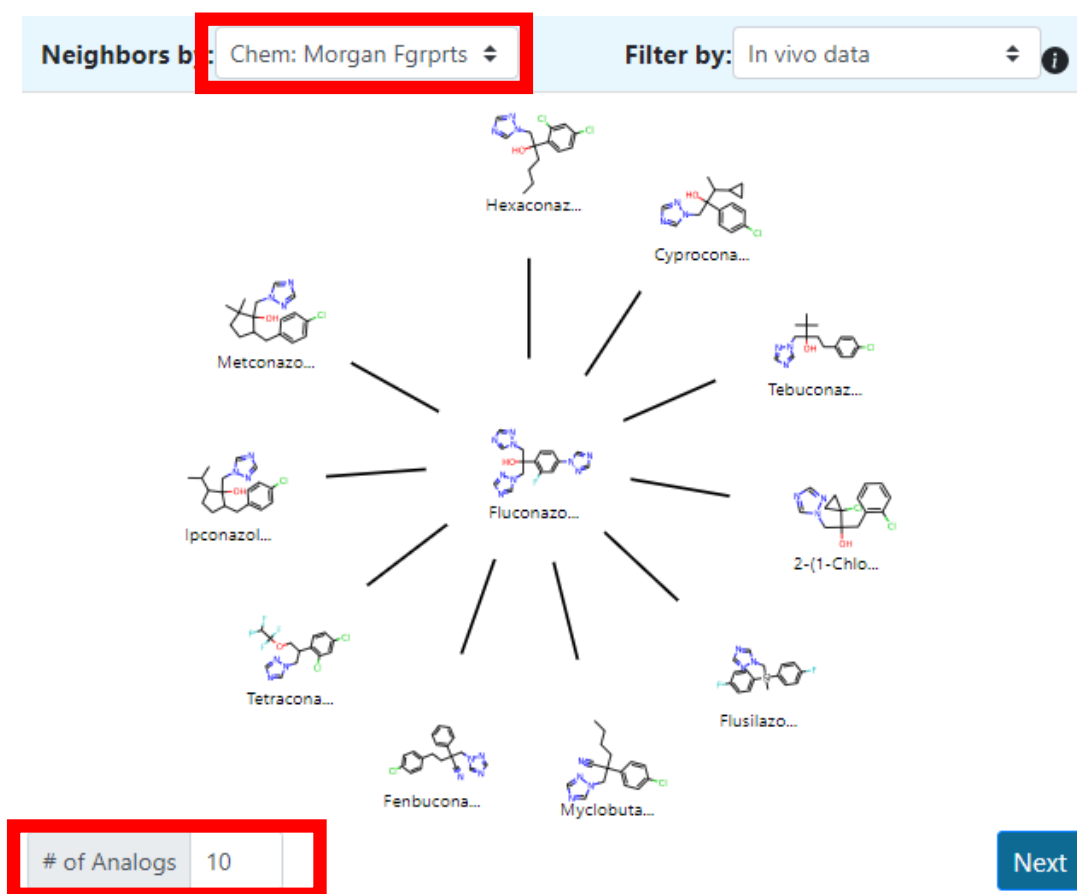 Neighbors by: Chem: Morgan Fgrprts Filter by: In vivo data
Hexaconaz...
Cyprocona...
Metconazo...
Tebuconaz...
Ipconazol...
Fluconazo...
2-(1-Chlo...
Tetracona...
Flusilazo...
Fenbucona...
Myclobuta...
# of Analogs 10
Next